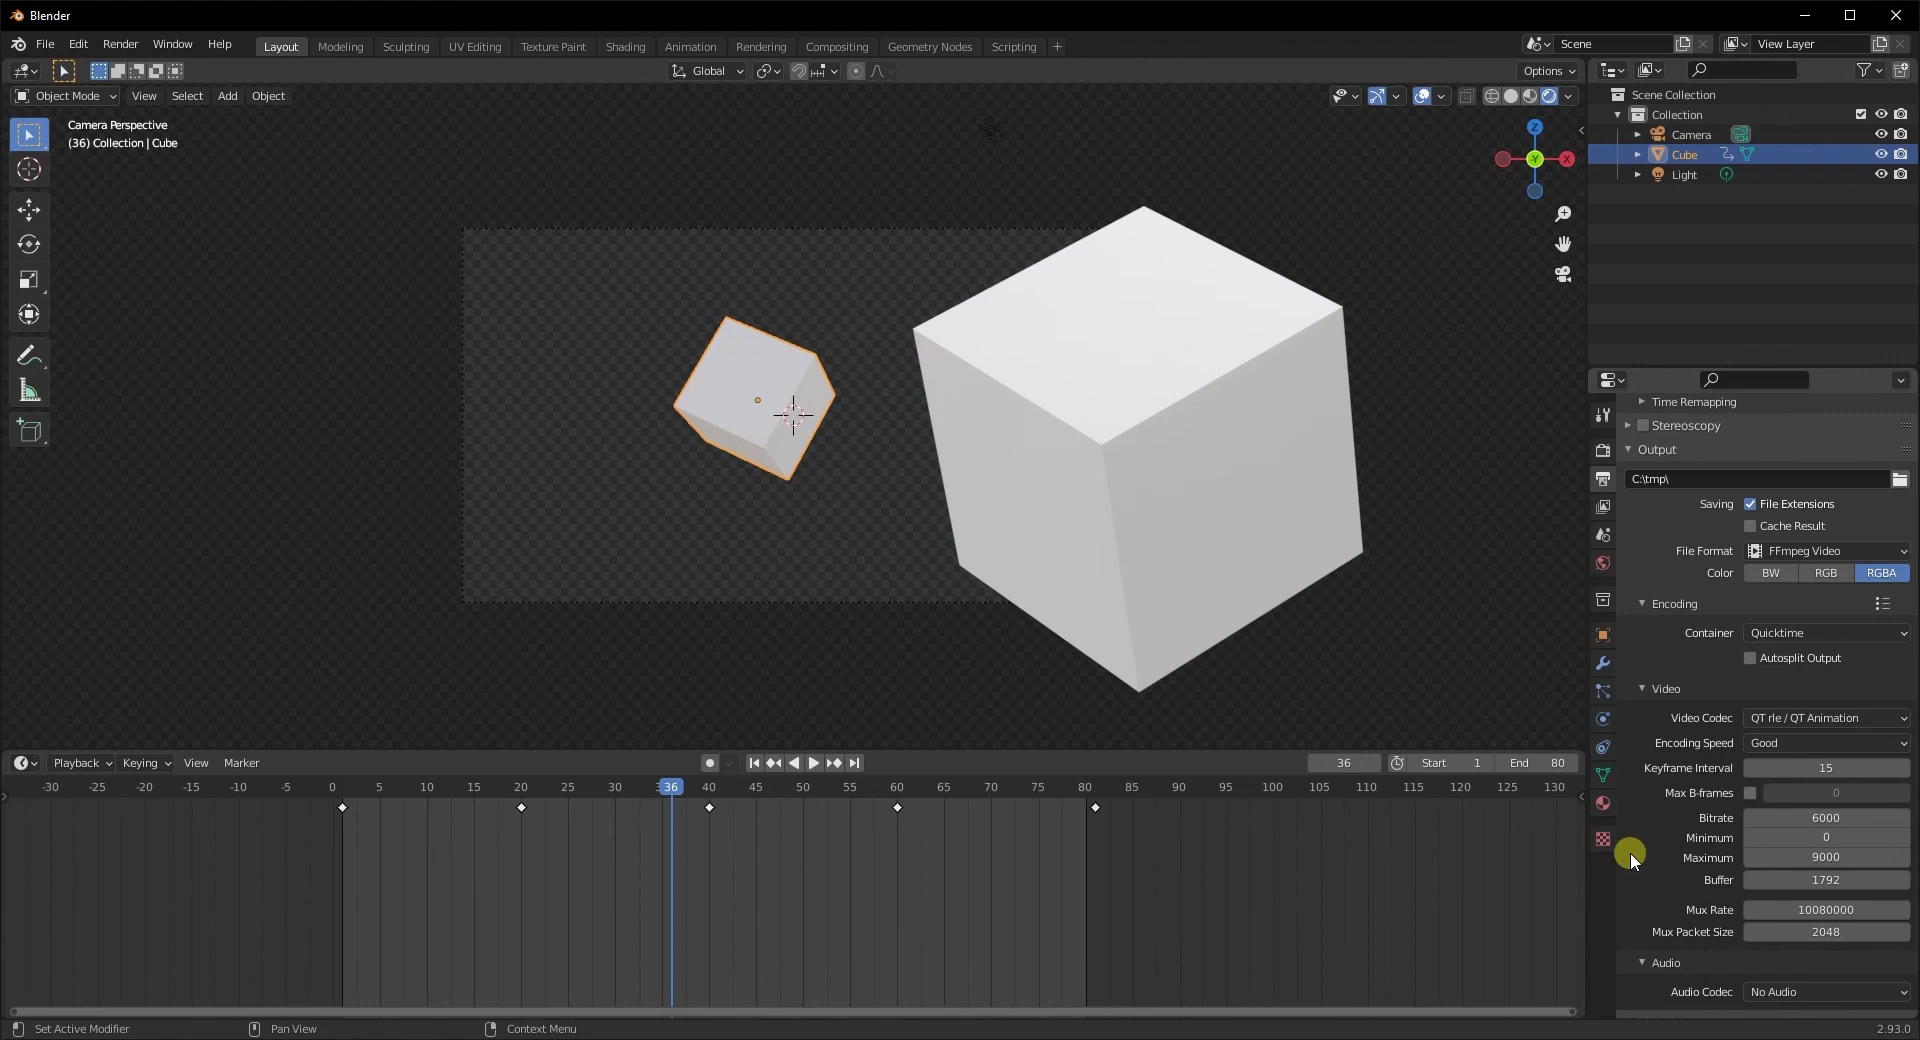 Blender
File Edit Render Window Help
Layout Modeling Sculpting UV Editing Texture Paint Shading Animation Rendering Compositing Geometry Nodes Scripting +
Scene
View Layer
Global
Options
Object Mode View Select Add Object
Camera Perspective
(36) Collection | Cube
Z
-Y
X
Scene Collection
Collection
Camera
Cube
Light
Time Remapping
Stereoscopy
Output
C:\tmp\
Saving File Extensions
Cache Result
File Format FFmpeg Video
Color BW RGB RGBA
Encoding
Container Quicktime
Autosplit Output
Video
Video Codec QT rle / QT Animation
Encoding Speed Good
Keyframe Interval 15
Max B-frames 0
Bitrate 6000
Minimum 0
Maximum 9000
Buffer 1792
Mux Rate 10080000
Mux Packet Size 2048
Audio
Audio Codec No Audio
Playback Keying View Marker
36 Start 1 End 80
-30 -25 -20 -15 -10 -5 0 5 10 15 20 25 30 36 40 45 50 55 60 65 70 75 80 85 90 95 100 105 110 115 120 125 130
Set Active Modifier Pan View Context Menu
2.93.0